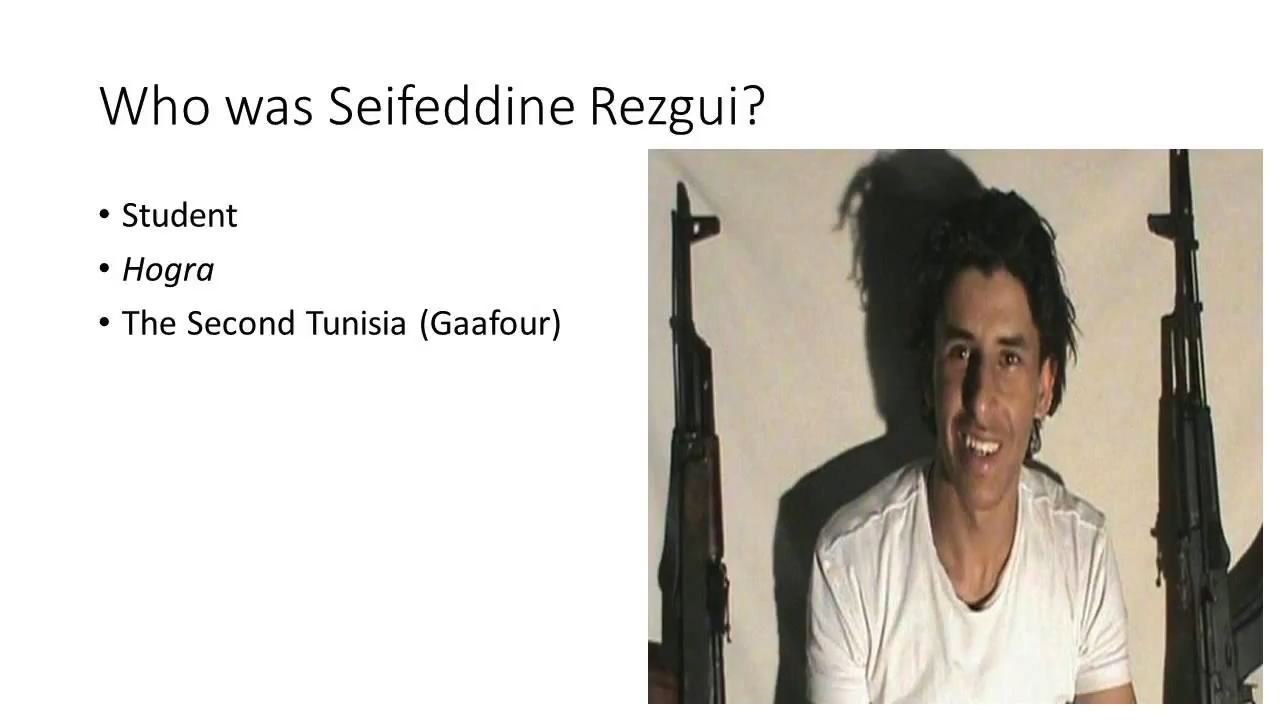 Who was Seifeddine Rezgui?
• Student
• Hogra
• The Second Tunisia (Gaafour)